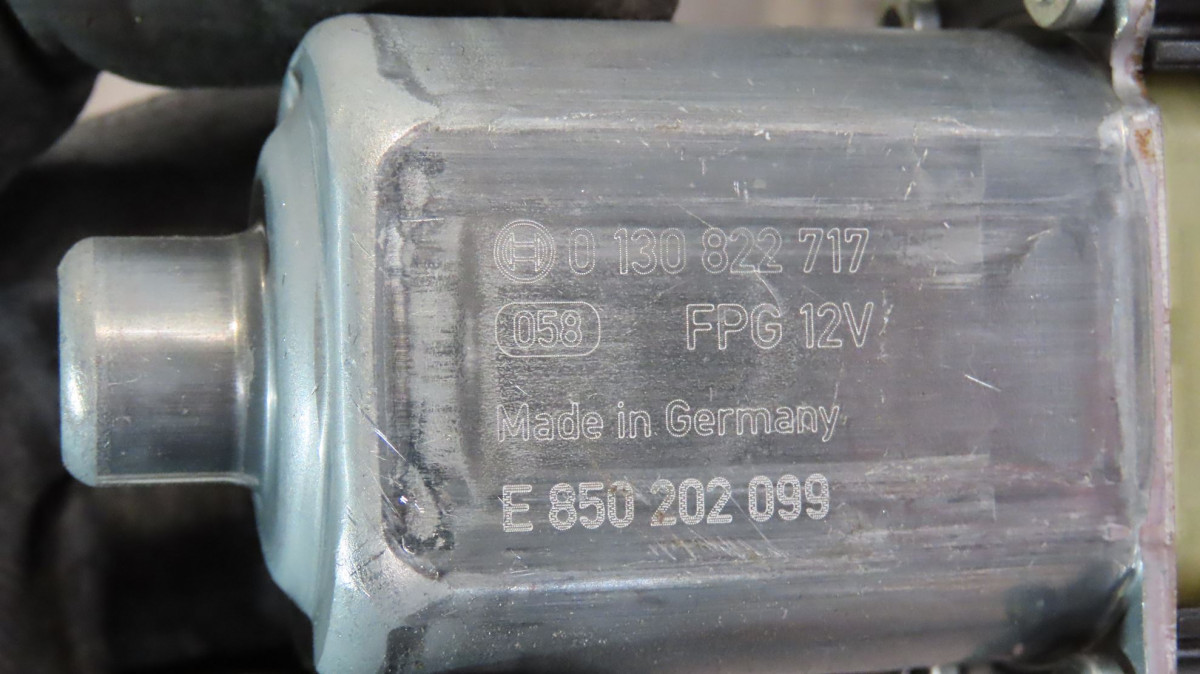 0 130 822 717
058 FPG 12V
Made in Germany
E 850 202 099